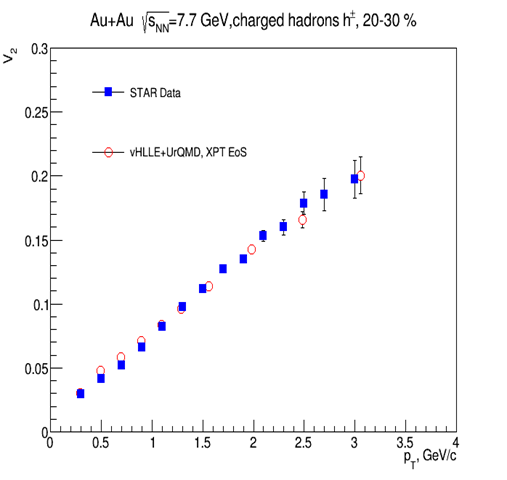 Au+Au √sNN=7.7 GeV,charged hadrons h±, 20-30 %
v2
0.3
0.25
0.2
0.15
0.1
0.05
0
STAR Data
vHLLE+UrQMD, XPT EoS
0 0.5 1 1.5 2 2.5 3 3.5 4
pT, GeV/c